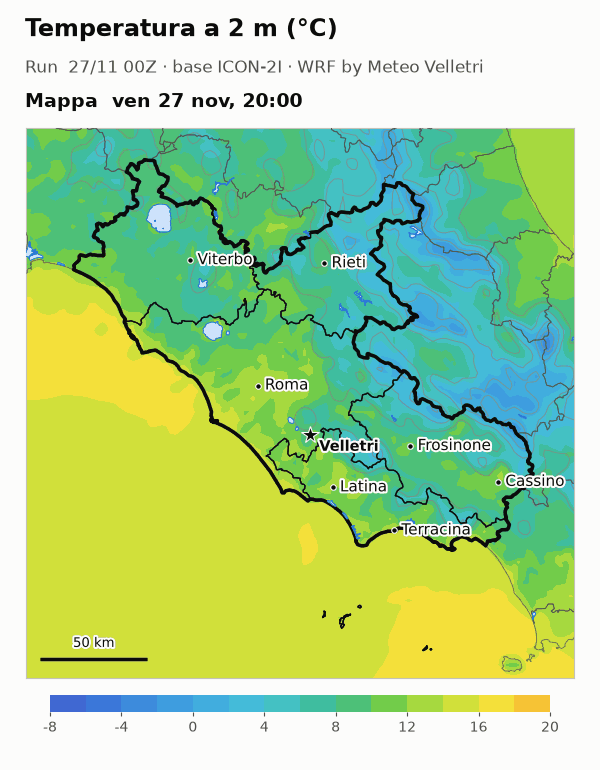 Temperatura a 2 m (°C)
Run  27/11 00Z · base ICON-2I · WRF by Meteo Velletri
Mappa  ven 27 nov, 20:00
Viterbo
Rieti
Roma
Velletri
Frosinone
Latina
Cassino
Terracina
50 km
-8 -4 0 4 8 12 16 20